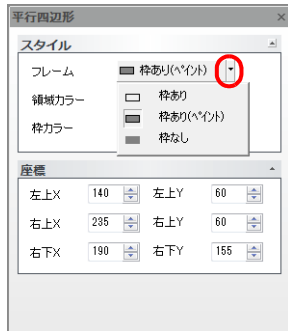 平行四辺形
スタイル
フレーム 枠あり(ペイント)
枠あり
領域カラー
枠あり(ペイント)
枠カラー
枠なし
座標
左上X 140 左上Y 60
右上X 235 右上Y 60
右下X 190 右下Y 155